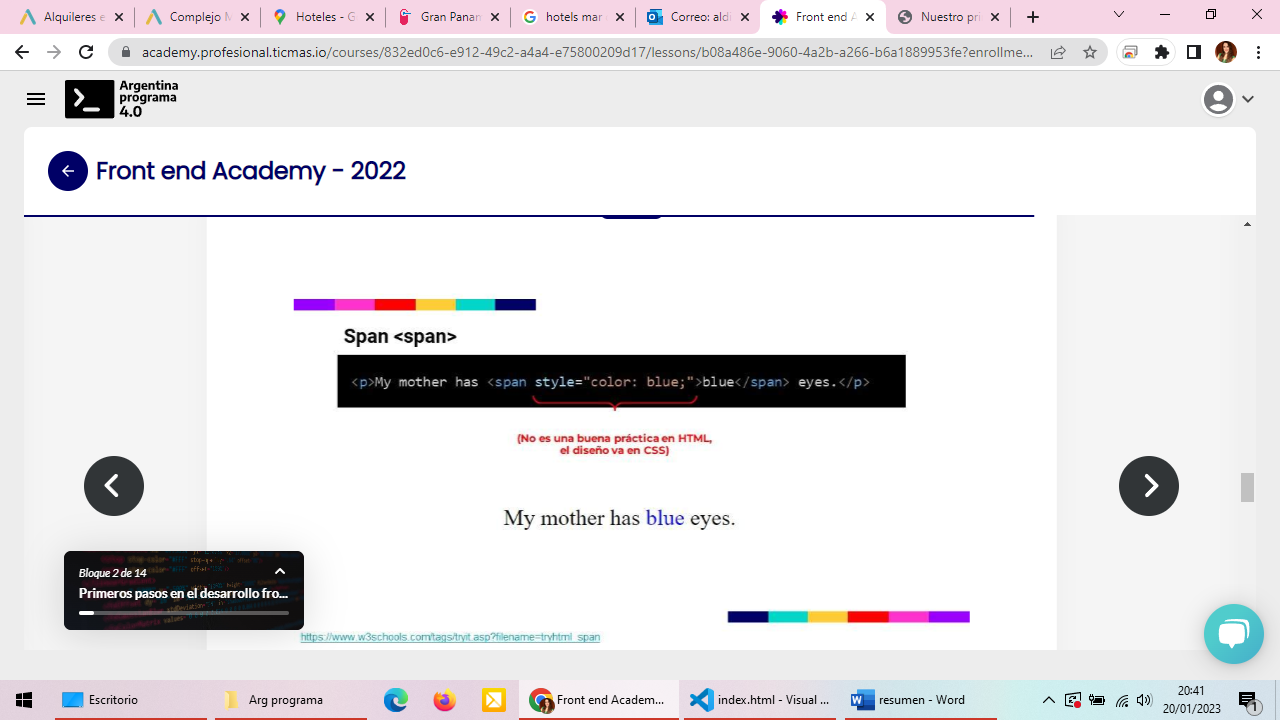 Alquileres e
Complejo M
Hoteles - G
Gran Panam
hotels mar
Correo: aldi
Front end A
Nuestro pri
academy.profesional.ticmas.io/courses/832ed0c6-e912-49c2-a4a4-e75800209d17/lessons/b03a486e-9060-4a2b-a266-b6a1889953fe?enrollme...
Argentina
programa
4.0
Front end Academy - 2022
Span <span>
<p>My mother has <span style="color: blue;">blue</span> eyes.</p>
(No es una buena práctica en HTML,
el diseño va en CSS)
My mother has blue eyes.
Bloque 2 de 14
Primeros pasos en el desarrollo fro...
https://www.w3schools.com/tags/tryit.asp?filename=tryhtml_span
Escritorio
Arg programa
Front end Academ...
index.html - Visual ...
resumen - Word
20:41
20/01/2023
1